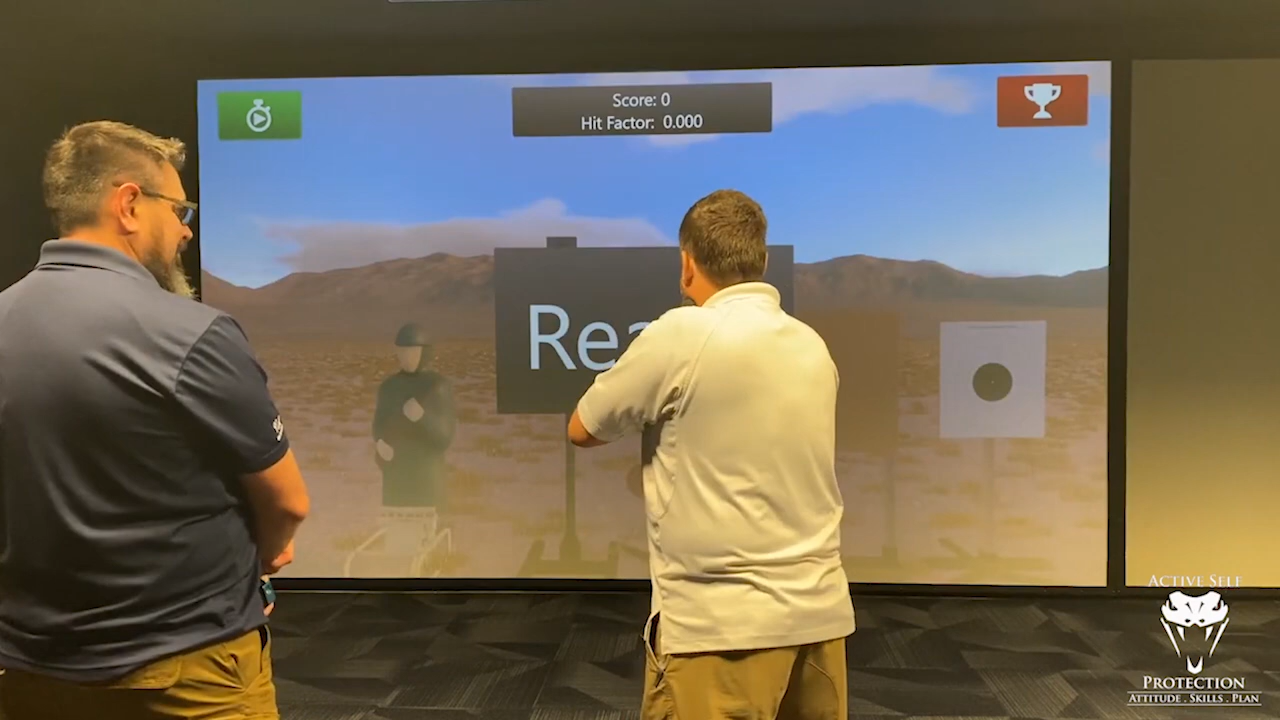 Score: 0
Hit Factor: 0.000
Rea
ACTIVE SELF
PROTECTION
ATTITUDE . SKILLS . PLAN